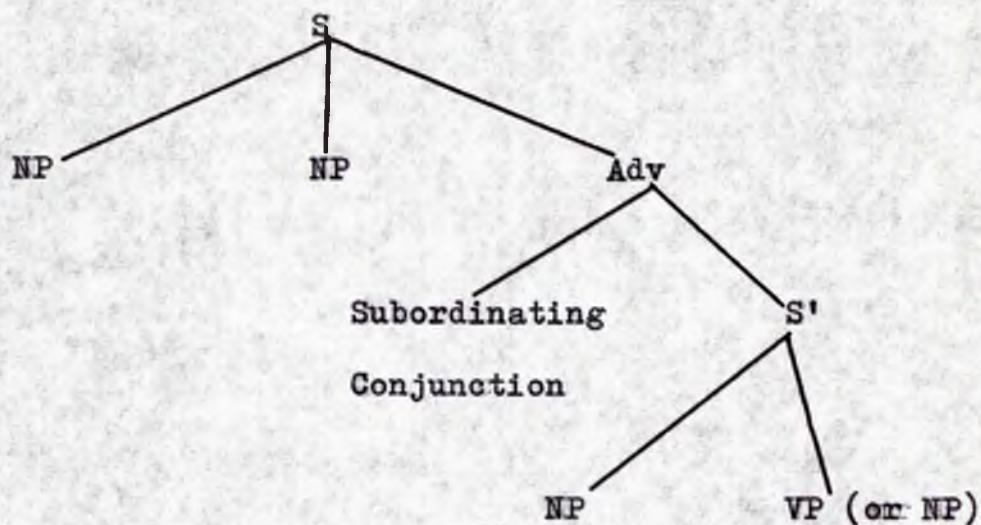 S
NP NP Adv
Subordinating S'
Conjunction
NP VP (or NP)